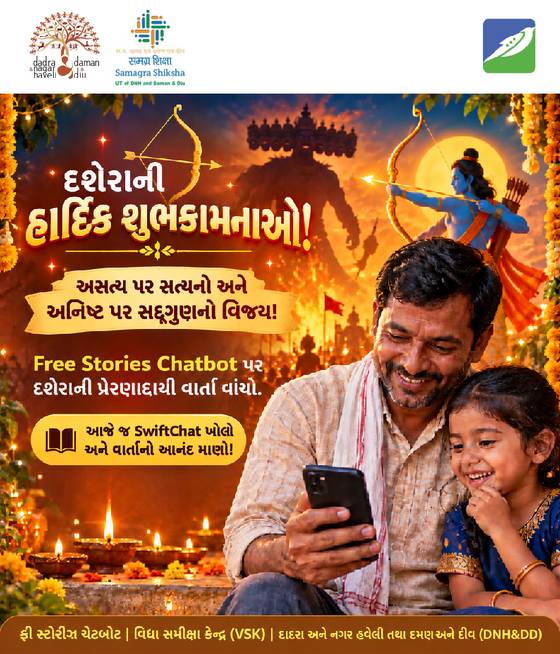 dadra
& nagar
haveli
daman
& diu
समग्र शिक्षा
Samagra Shiksha
UT of DNH and Daman & Diu
દશેરાની
હાર્દિક શુભકામનાઓ!
અસત્ય પર સત્યનો અને
અનિષ્ટ પર સદ્ગુણનો વિજય!
Free Stories Chatbot પર
દશેરાની પ્રેરણાદાયી વાર્તા વાંચો.
આજે જ SwiftChat ખોલો
અને વાર્તાનો આનંદ માણો!
ફ્રી સ્ટોરીઝ ચેટબોટ | વિદ્યા સમીક્ષા કેન્દ્ર (VSK) | દાદરા અને નગર હવેલી તથા દમણ અને દીવ (DNH&DD)